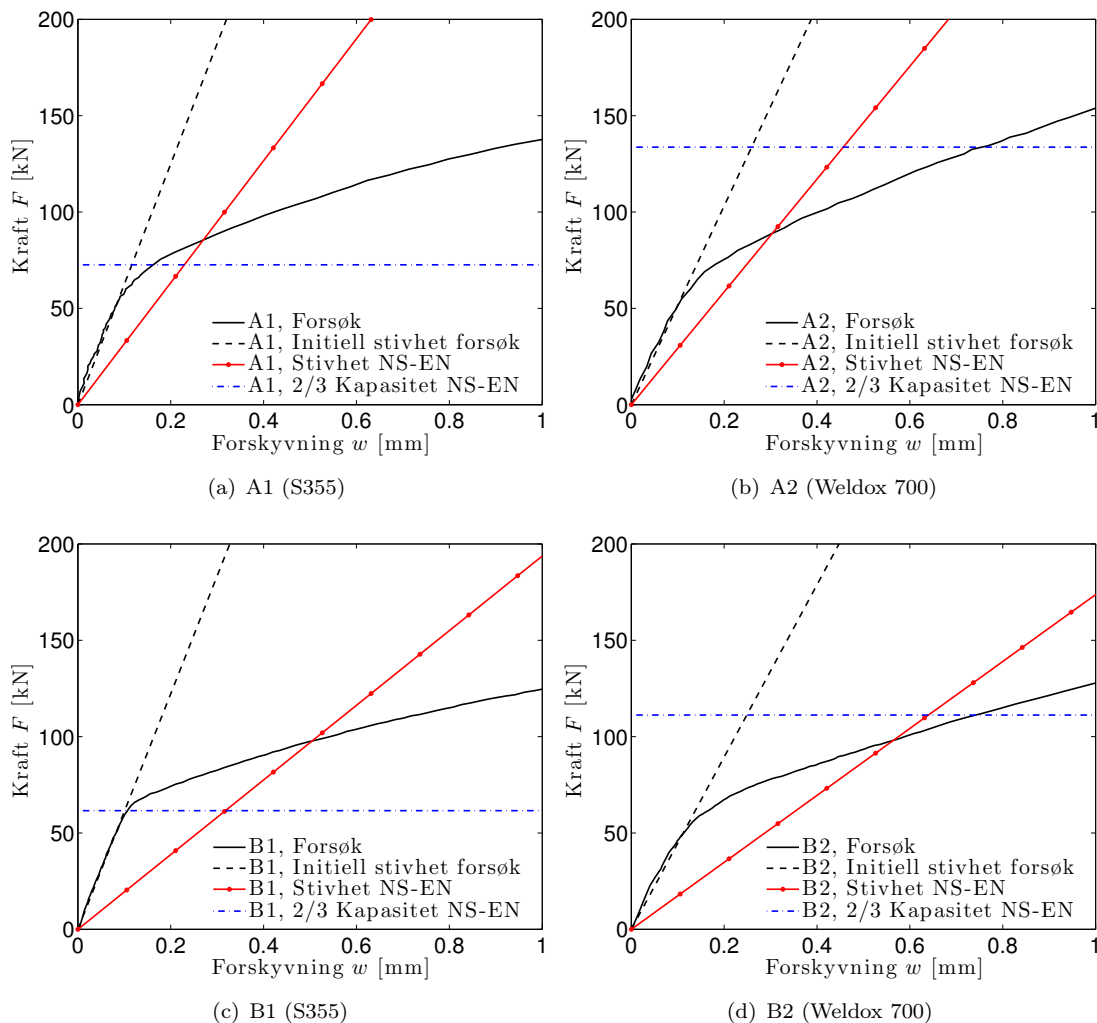 200
150
100
50
0
Kraft F [kN]
A1, Forsøk
A1, Initiell stivhet forsøk
A1, Stivhet NS-EN
A1, 2/3 Kapasitet NS-EN
0 0.2 0.4 0.6 0.8 1
Forskyvning w [mm]
(a) A1 (S355)
200
150
100
50
0
Kraft F [kN]
A2, Forsøk
A2, Initiell stivhet forsøk
A2, Stivhet NS-EN
A2, 2/3 Kapasitet NS-EN
0 0.2 0.4 0.6 0.8 1
Forskyvning w [mm]
(b) A2 (Weldox 700)
200
150
100
50
0
Kraft F [kN]
B1, Forsøk
B1, Initiell stivhet forsøk
B1, Stivhet NS-EN
B1, 2/3 Kapasitet NS-EN
0 0.2 0.4 0.6 0.8 1
Forskyvning w [mm]
(c) B1 (S355)
200
150
100
50
0
Kraft F [kN]
B2, Forsøk
B2, Initiell stivhet forsøk
B2, Stivhet NS-EN
B2, 2/3 Kapasitet NS-EN
0 0.2 0.4 0.6 0.8 1
Forskyvning w [mm]
(d) B2 (Weldox 700)